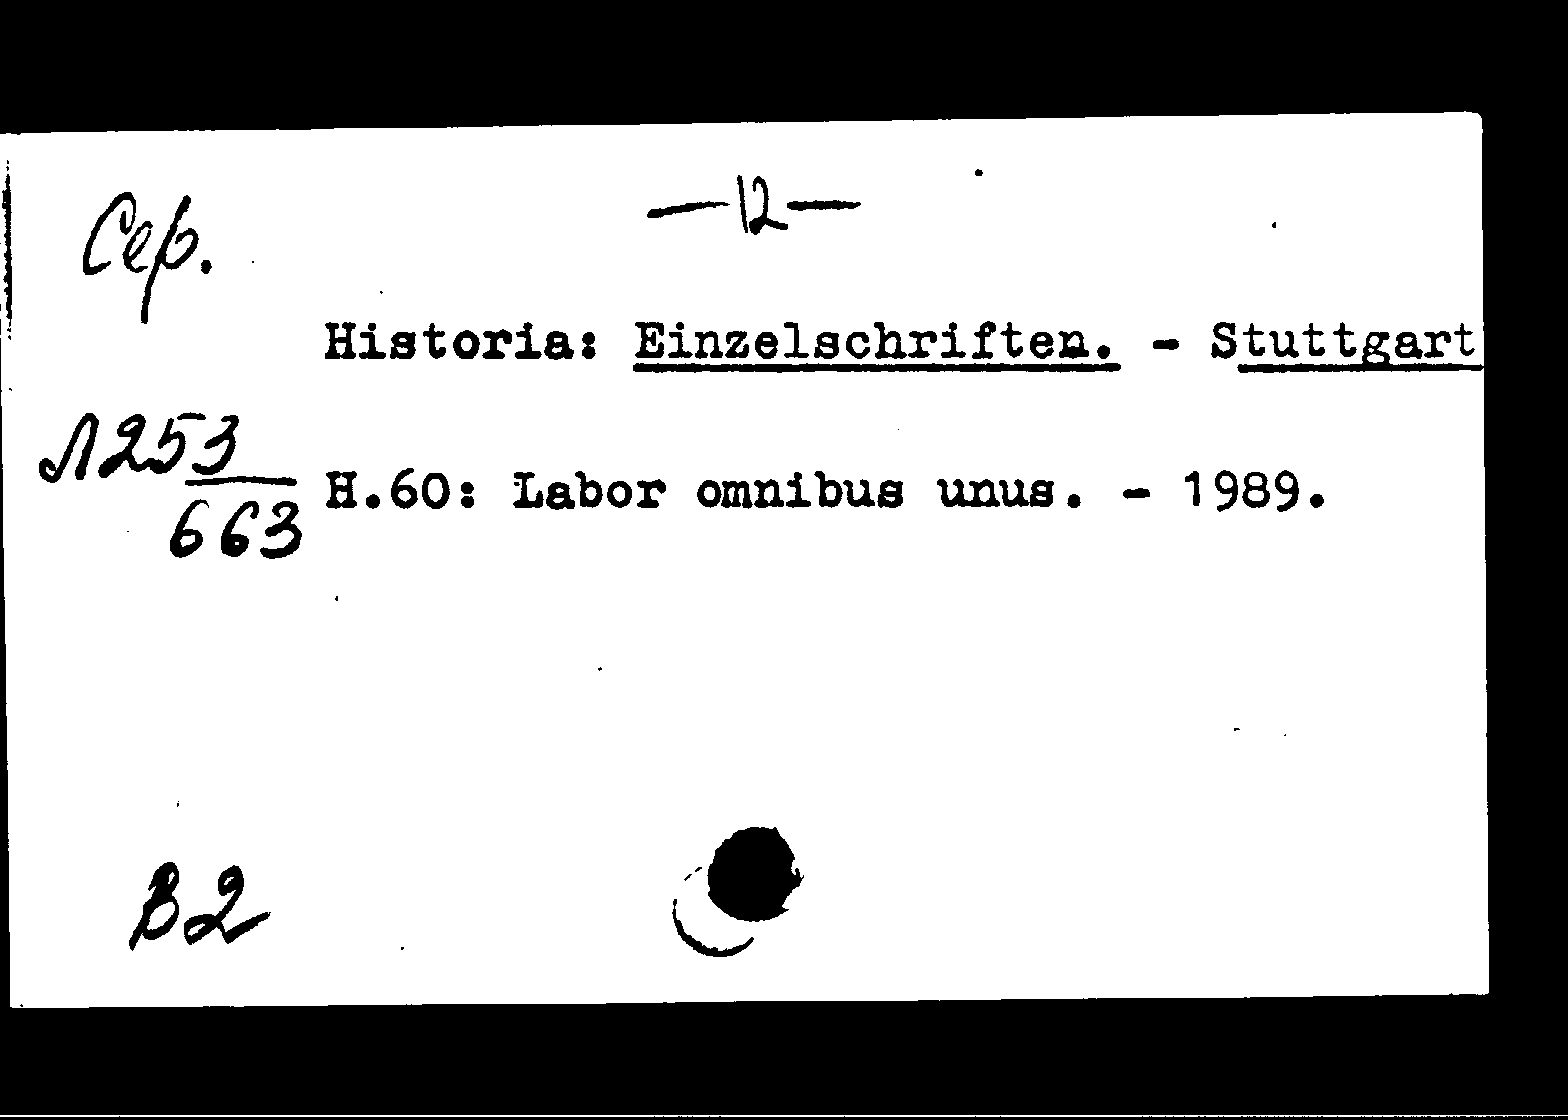 Сер.
—12—
Historia: Einzelschriften. - Stuttgart
Л253
663
H.60: Labor omnibus unus. - 1989.
В2